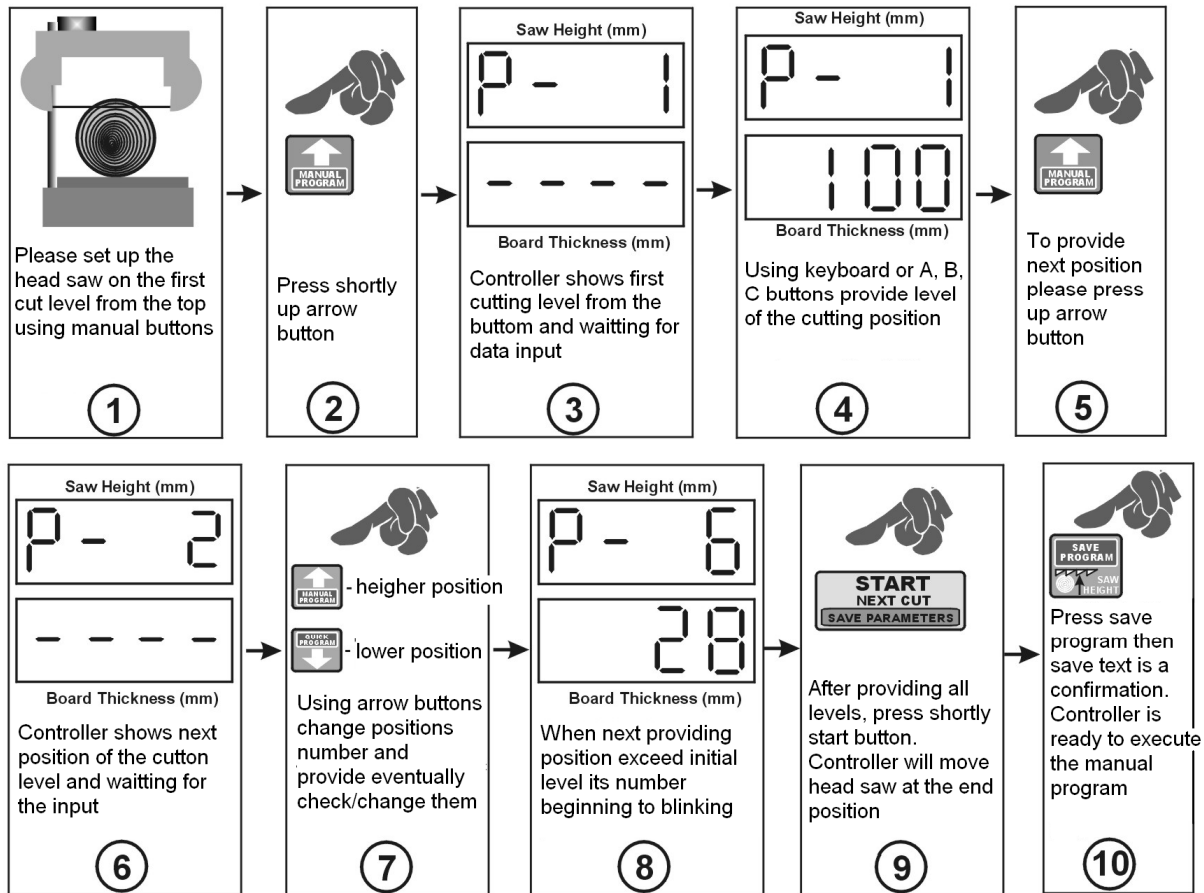 Please set up the
head saw on the first
cut level from the top
using manual buttons
1
MANUAL
PROGRAM
Press shortly
up arrow
button
2
Saw Height (mm)
P- 1
- - - -
Board Thickness (mm)
Controller shows first
cutting level from the
buttom and waitting for
data input
3
Saw Height (mm)
P- 1
100
Board Thickness (mm)
Using keyboard or A, B,
C buttons provide level
of the cutting position
4
MANUAL
PROGRAM
To provide
next position
please press
up arrow
button
5
Saw Height (mm)
P- 2
- - - -
Board Thickness (mm)
Controller shows next
position of the cutton
level and waitting for
the input
6
MANUAL
PROGRAM
- heigher position
QUICK
PROGRAM
- lower position
Using arrow buttons
change positions
number and
provide eventually
check/change them
7
Saw Height (mm)
P- 6
28
Board Thickness (mm)
When next providing
position exceed initial
level its number
beginning to blinking
8
START
NEXT CUT
SAVE PARAMETERS
After providing all
levels, press shortly
start button.
Controller will move
head saw at the end
position
9
SAVE
PROGRAM
SAW
HEIGHT
Press save
program then
save text is a
confirmation.
Controller is
ready to execute
the manual
program
10